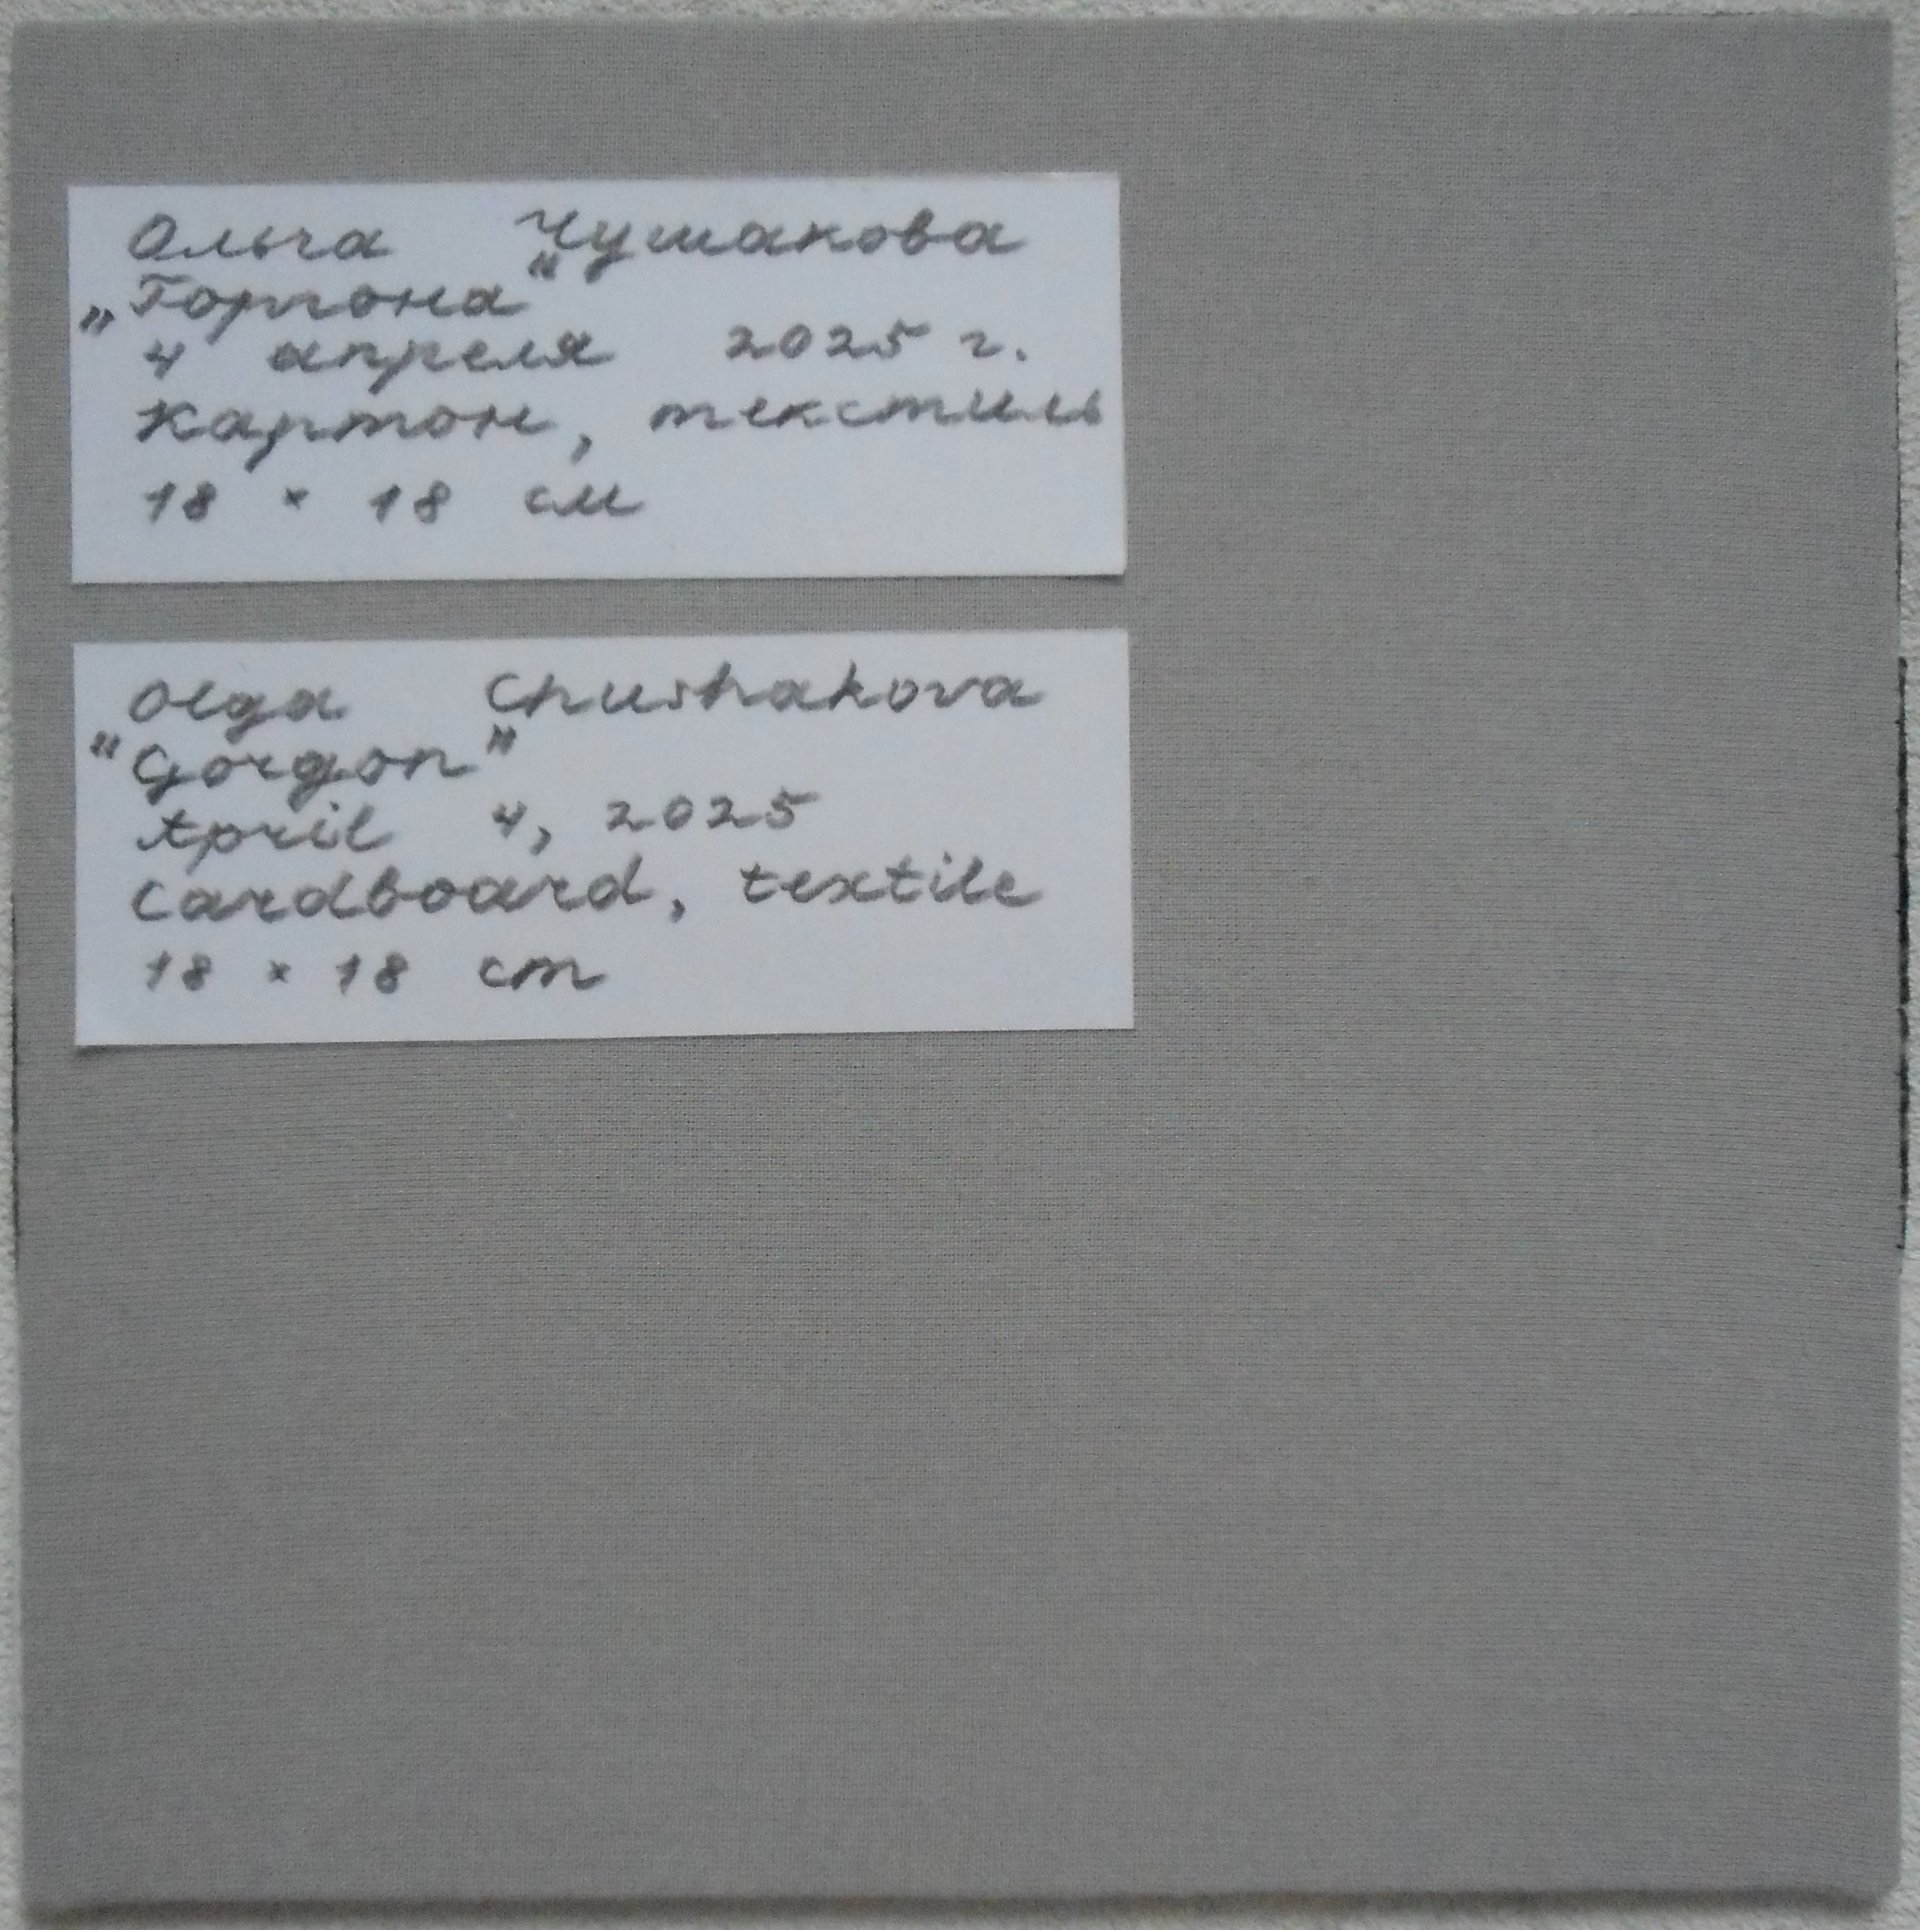 Ольга Чушакова
„Горгона“
4 апреля 2025 г.
Картон, текстиль
18 × 18 см
Olga Chushakova
“Gorgon”
April 4, 2025
Cardboard, textile
18 × 18 cm